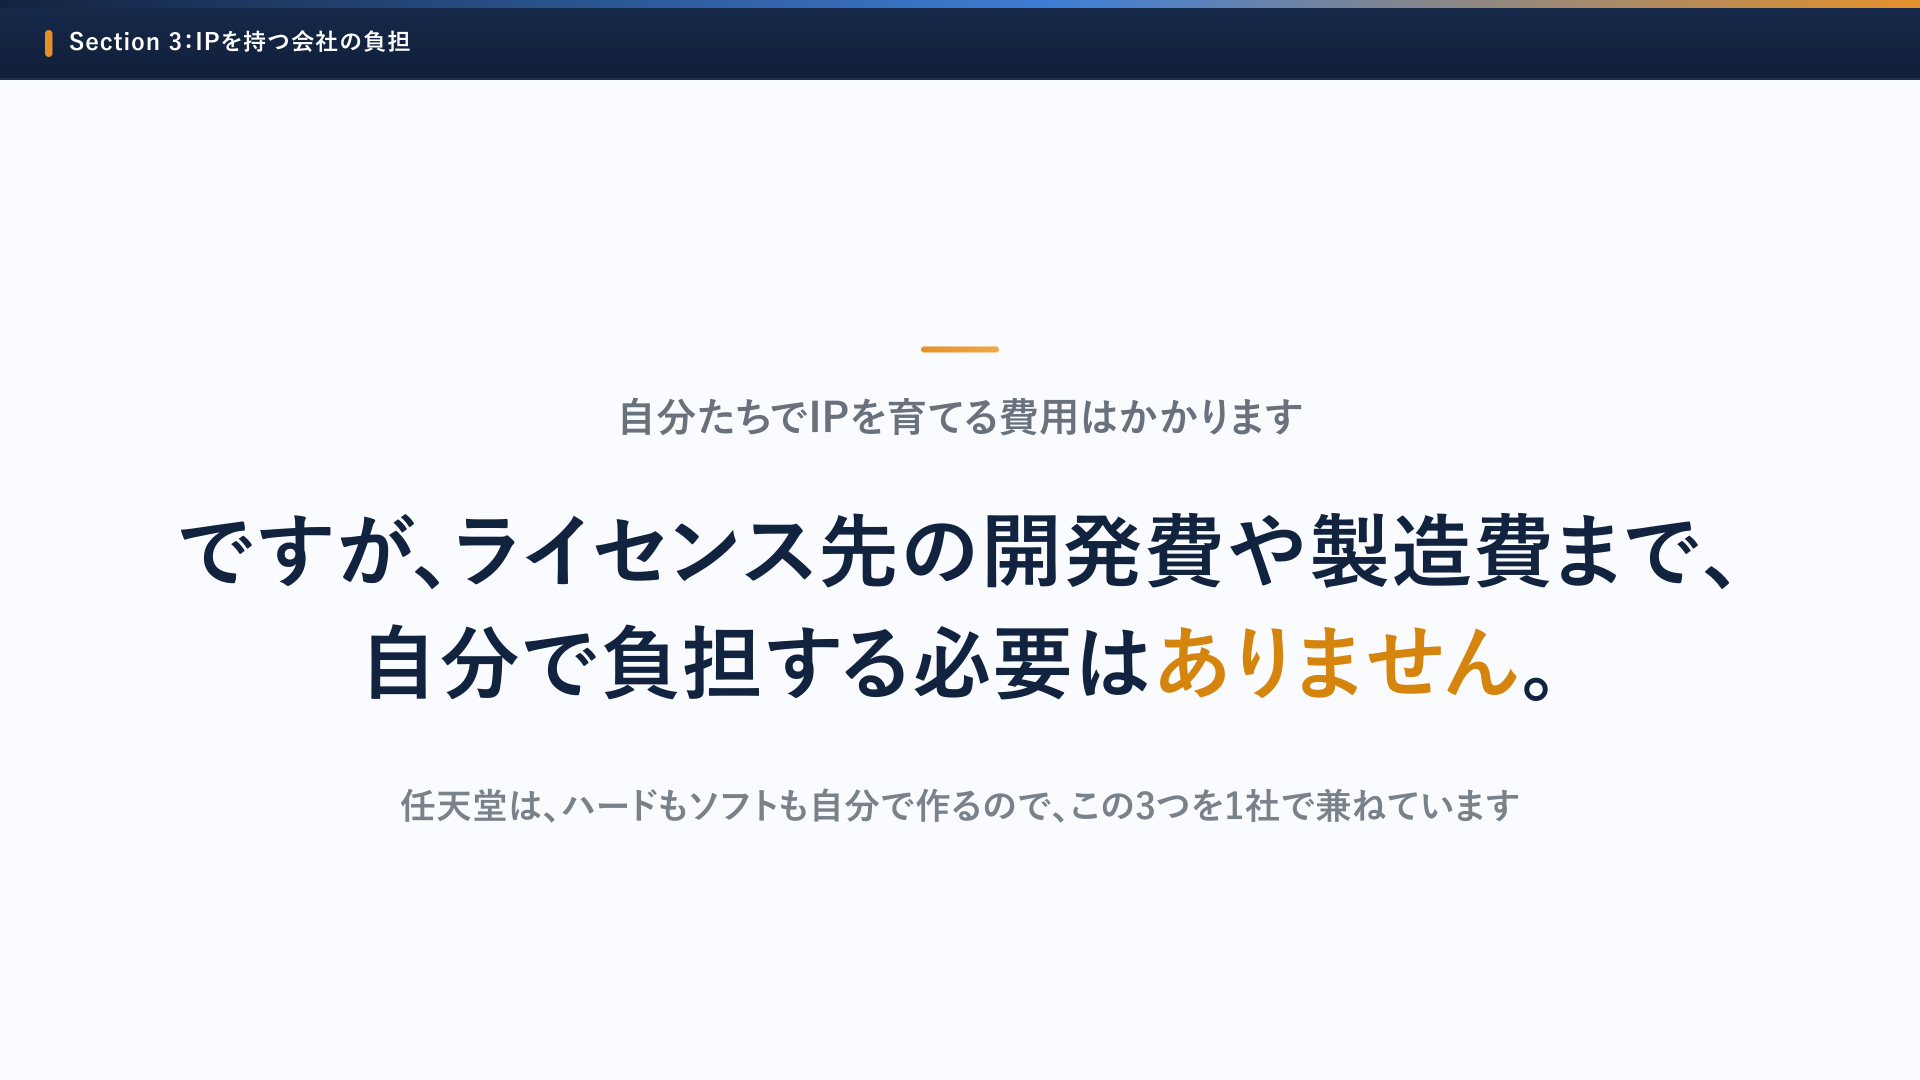 Section 3：IPを持つ会社の負担
自分たちでIPを育てる費用はかかります
ですが、ライセンス先の開発費や製造費まで、
自分で負担する必要はありません。
任天堂は、ハードもソフトも自分で作るので、この3つを1社で兼ねています